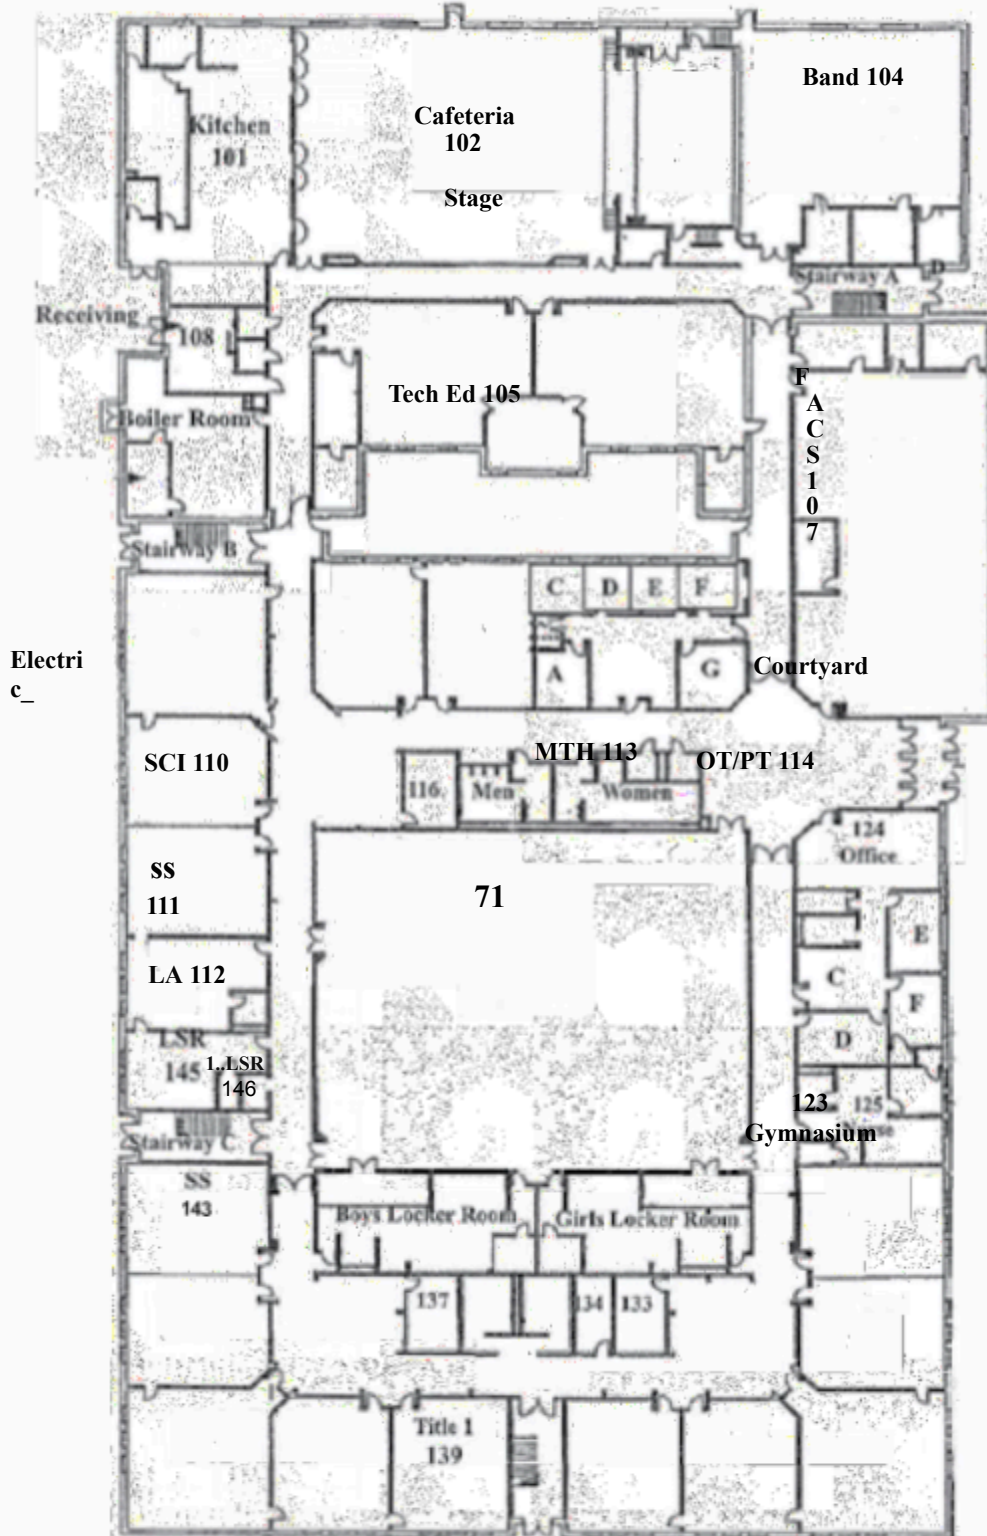 Band 104
Cafeteria
102
Kitchen
101
Stage
Stairway A
D
Receiving
108
Tech Ed 105
F
A
C
S
1
0
7
Boiler Room
Stairway B
C D E F
A
G
Courtyard
Electri
c_
SCI 110
MTH 113
OT/PT 114
116
Men
Women
124
Office
SS
111
71
E
LA 112
C
F
LSR
145
1..LSR
146
D
123
125
Gymnasium
Stairway C
SS
143
Boys Locker Room
Girls Locker Room
137
134
133
Title 1
139